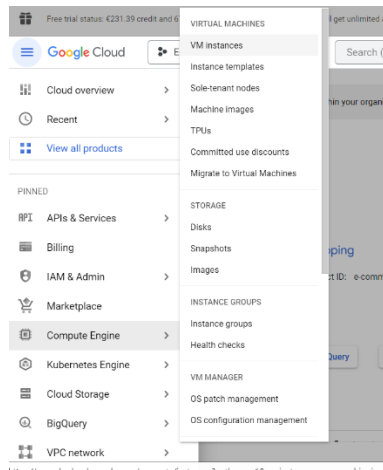 Free trial status: €231.39 credit and 6
get unlimited
Google Cloud
E
Search (
Cloud overview
Recent
View all products
PINNED
API APIs & Services
Billing
IAM & Admin
Marketplace
Compute Engine
Kubernetes Engine
Cloud Storage
BigQuery
VPC network
VIRTUAL MACHINES
VM instances
Instance templates
Sole-tenant nodes
Machine images
TPUs
Committed use discounts
Migrate to Virtual Machines
STORAGE
Disks
Snapshots
Images
INSTANCE GROUPS
Instance groups
Health checks
VM MANAGER
OS patch management
OS configuration management
hin your organ
pping
ct ID: e-comm
Query